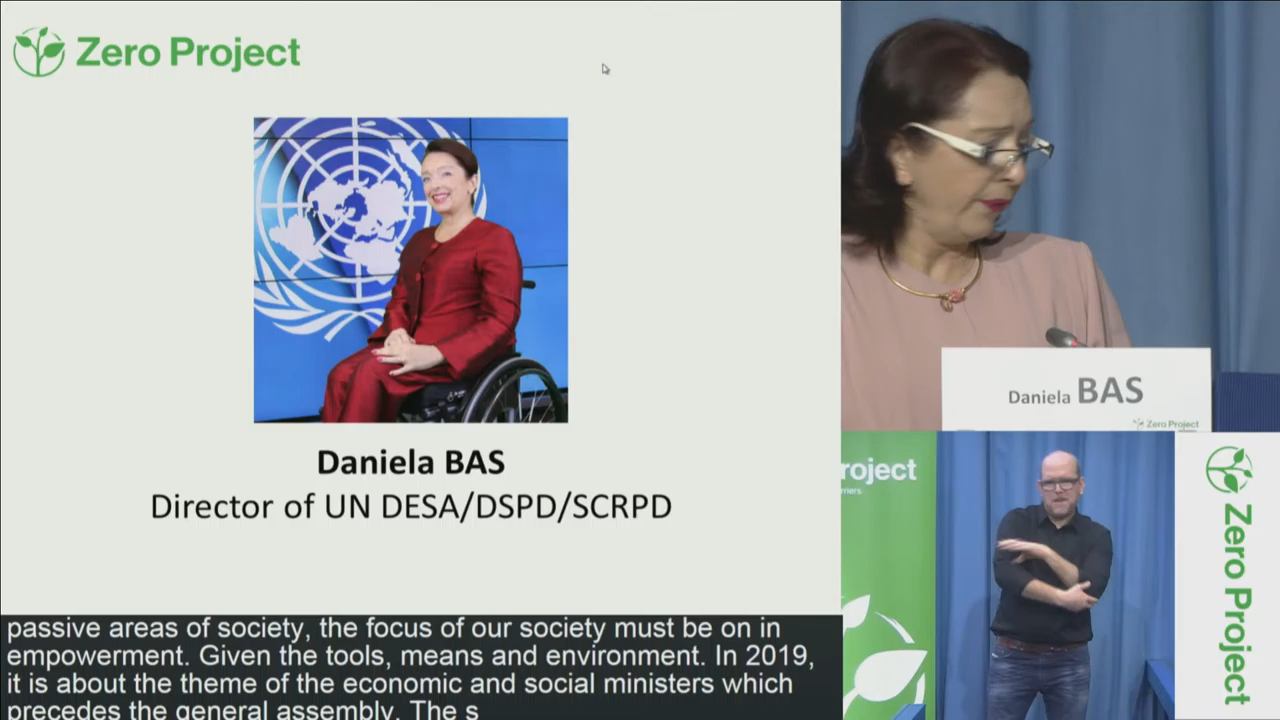 Zero Project
Daniela BAS
Director of UN DESA/DSPD/SCRPD
passive areas of society, the focus of our society must be on in
empowerment. Given the tools, means and environment. In 2019,
it is about the theme of the economic and social ministers which
precedes the general assembly. The s
Daniela BAS
Zero Project
roject
rriers.
Zero Project